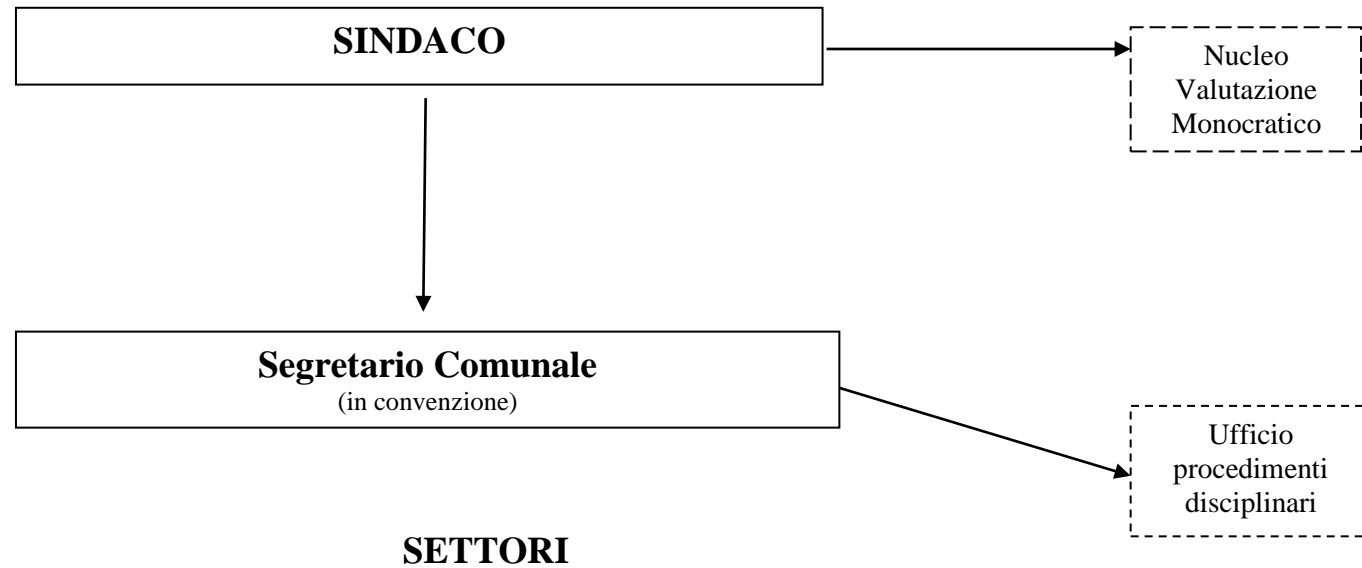 SINDACO
Nucleo
Valutazione
Monocratico
Segretario Comunale
(in convenzione)
Ufficio
procedimenti
disciplinari
SETTORI